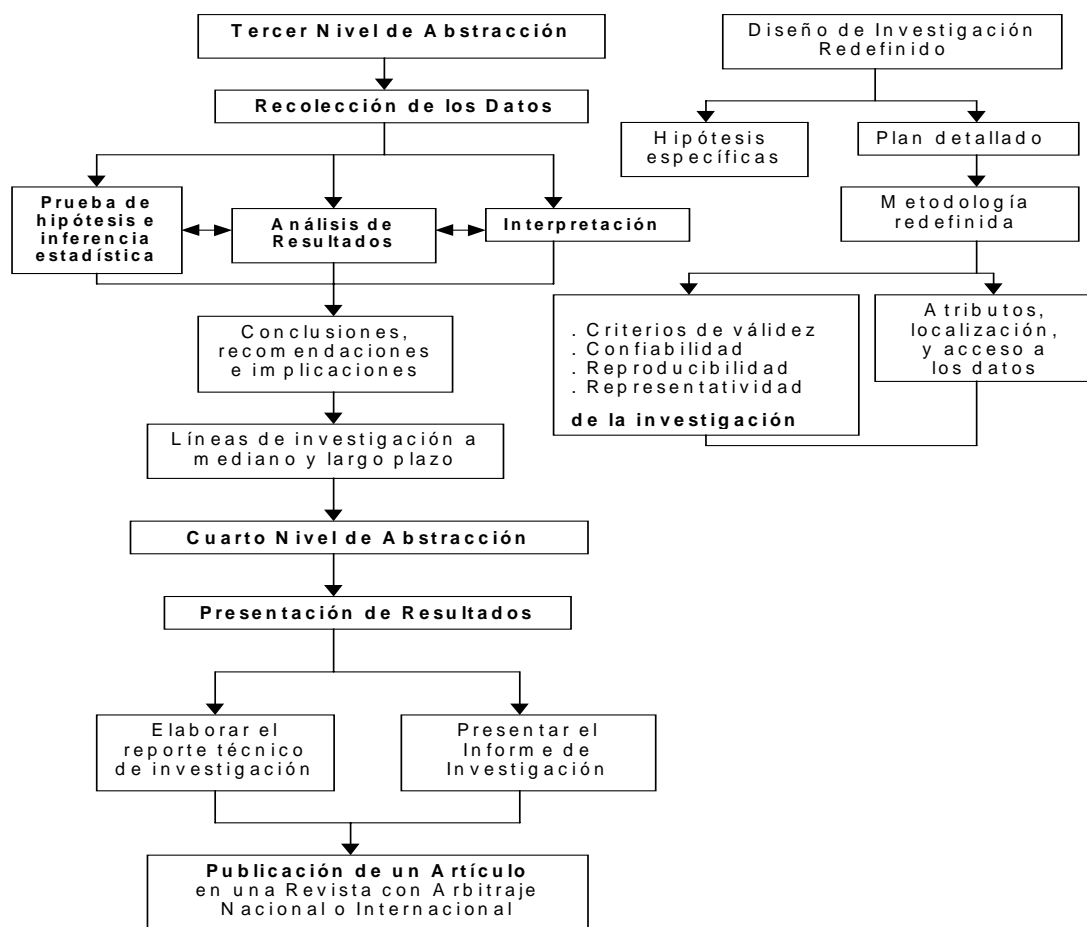 Tercer Nivel de Abstracción
Recolección de los Datos
Prueba de
hipótesis e
inferencia
estadística
Análisis de
Resultados
Interpretación
Conclusiones,
recomendaciones
e implicaciones
Líneas de investigación a
mediano y largo plazo
Cuarto Nivel de Abstracción
Presentación de Resultados
Elaborar el
reporte técnico
de investigación
Presentar el
Informe de
Investigación
Publicación de un Artículo
en una Revista con Arbitraje
Nacional o Internacional
Diseño de Investigación
Redefinido
Hipótesis
específicas
Plan detallado
Metodología
redefinida
. Criterios de válidez
. Confiabilidad
. Reproducibilidad
. Representatividad
de la investigación
Atributos,
localización,
y acceso a
los datos